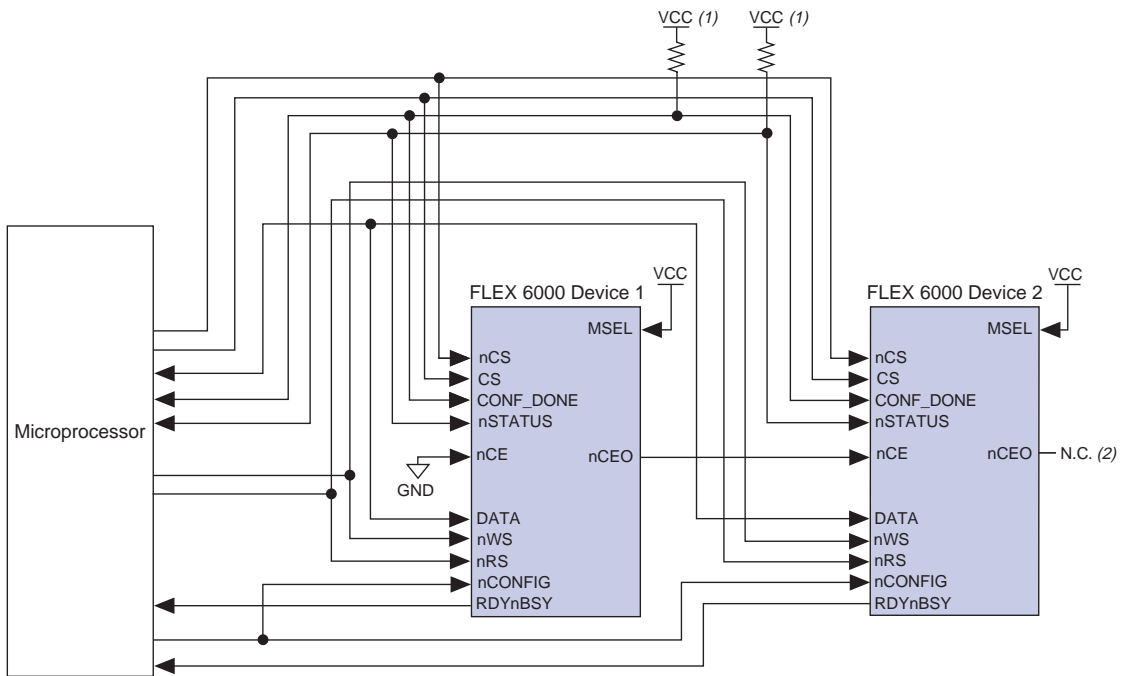 VCC (1) VCC (1)
Microprocessor
FLEX 6000 Device 1
VCC
MSEL
nCS
CS
CONF_DONE
nSTATUS
nCE
nCEO
GND
DATA
nWS
nRS
nCONFIG
RDYnBSY
FLEX 6000 Device 2
VCC
MSEL
nCS
CS
CONF_DONE
nSTATUS
nCE
nCEO
N.C. (2)
DATA
nWS
nRS
nCONFIG
RDYnBSY